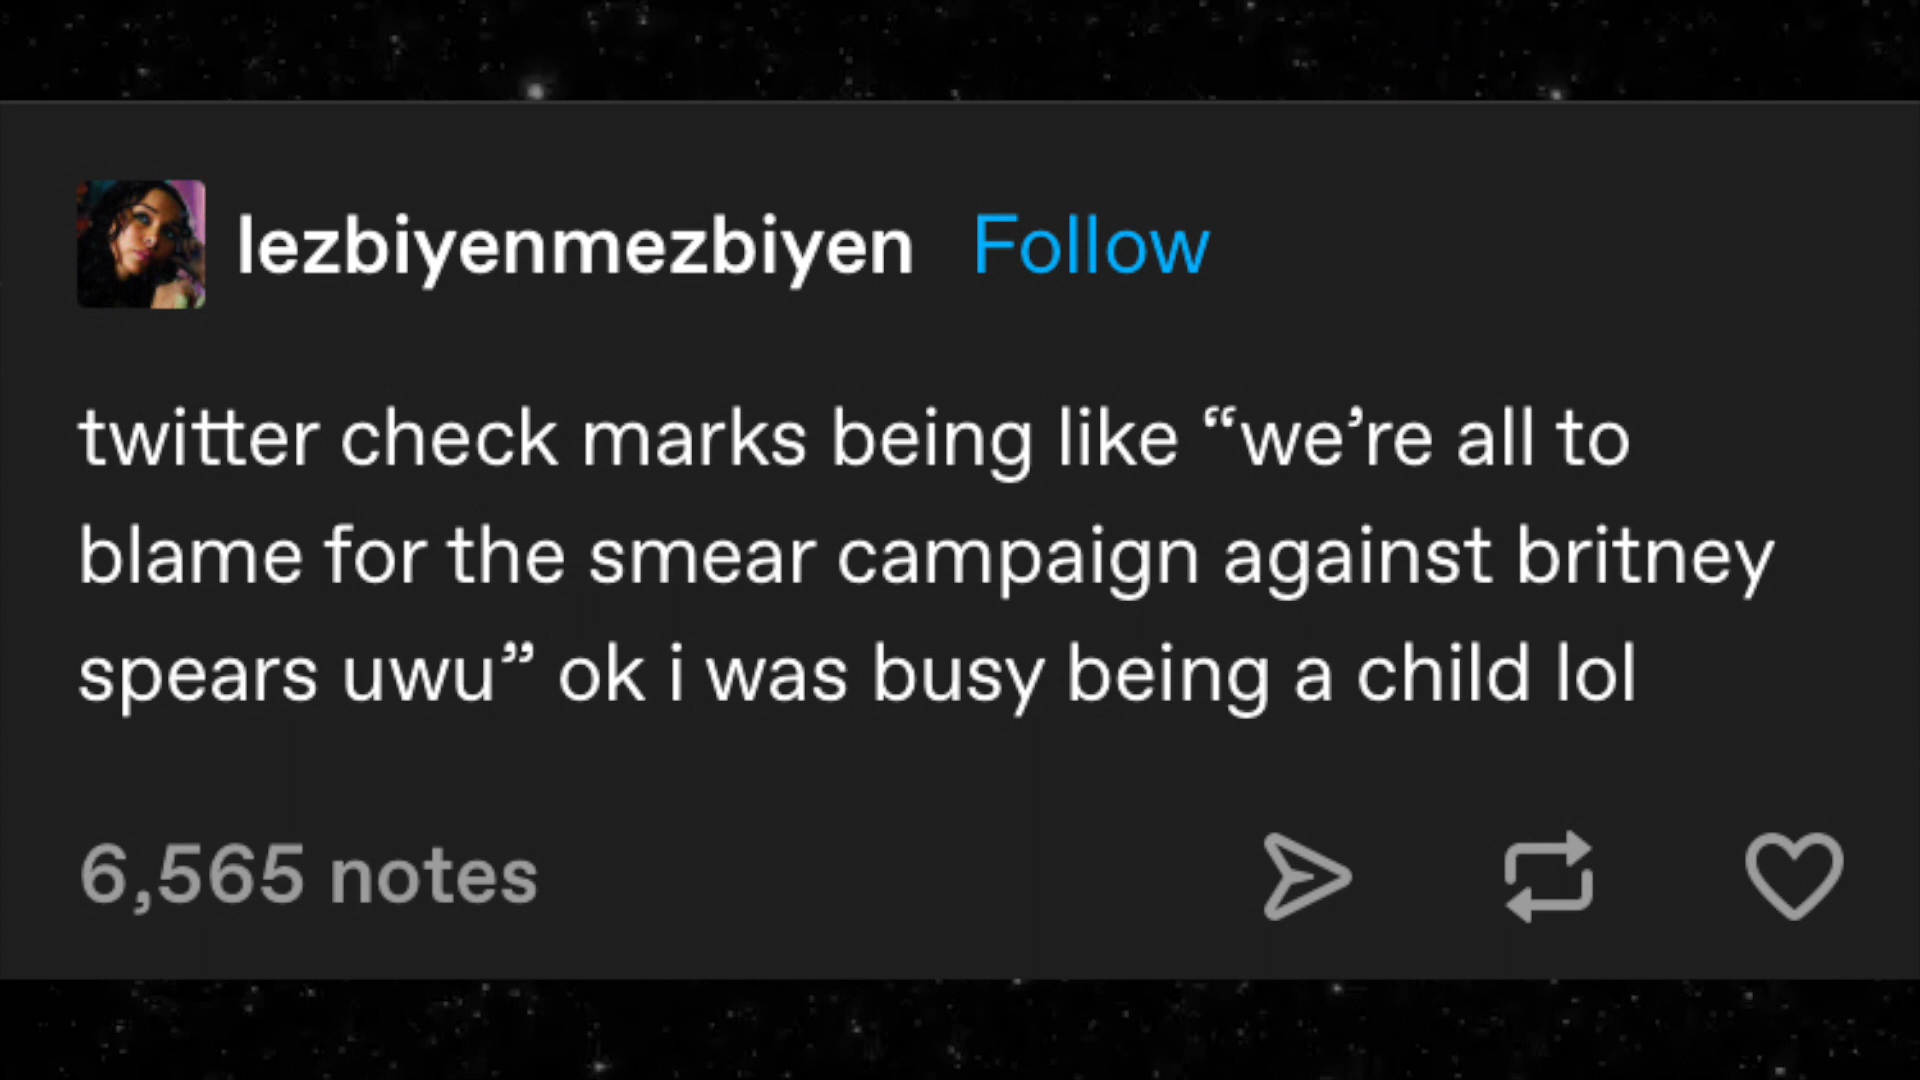 lezbiyenmezbiyen Follow
twitter check marks being like “we’re all to
blame for the smear campaign against britney
spears uwu” ok i was busy being a child lol
6,565 notes